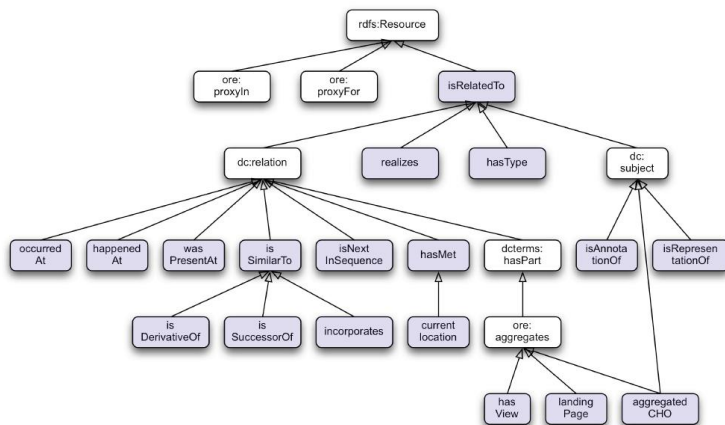 rdfs:Resource
ore:
proxyIn
ore:
proxyFor
isRelatedTo
dc:relation
realizes
hasType
dc:
subject
occurred
At
happened
At
was
PresentAt
is
SimilarTo
isNext
InSequence
hasMet
dcterms:
hasPart
isAnnota
tionOf
isRepresen
tationOf
is
DerivativeOf
is
SuccessorOf
incorporates
current
location
ore:
aggregates
has
View
landing
Page
aggregated
CHO